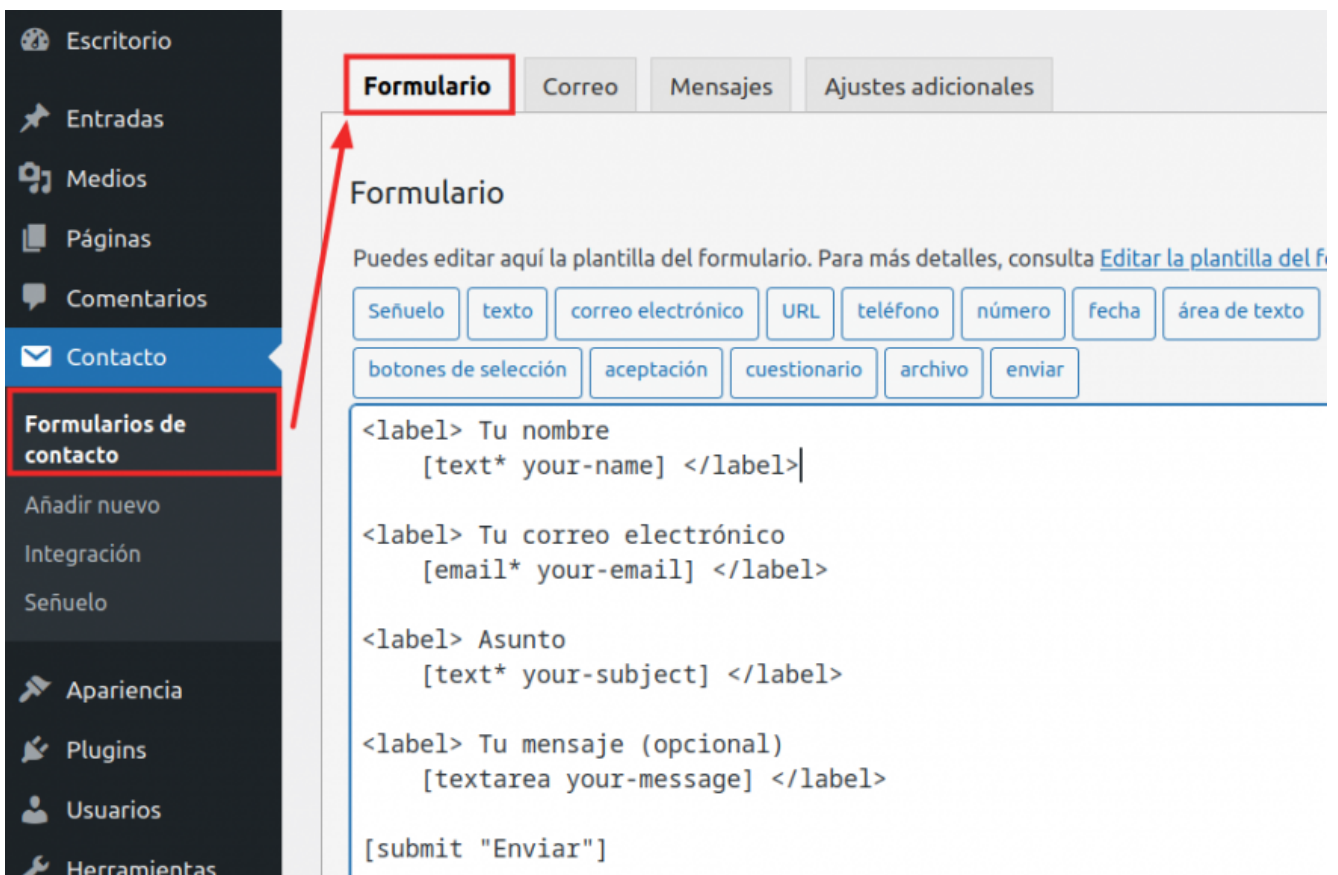 Escritorio
Entradas
Medios
Páginas
Comentarios
Contacto
Formularios de
contacto
Añadir nuevo
Integración
Señuelo
Apariencia
Plugins
Usuarios
Herramientas
Formulario Correo Mensajes Ajustes adicionales
Formulario
Puedes editar aquí la plantilla del formulario. Para más detalles, consulta Editar la plantilla del
Señuelo texto correo electrónico URL teléfono número fecha área de texto
botones de selección aceptación cuestionario archivo enviar
<label> Tu nombre
[text* your-name] </label>
<label> Tu correo electrónico
[email* your-email] </label>
<label> Asunto
[text* your-subject] </label>
<label> Tu mensaje (opcional)
[textarea your-message] </label>
[submit "Enviar"]